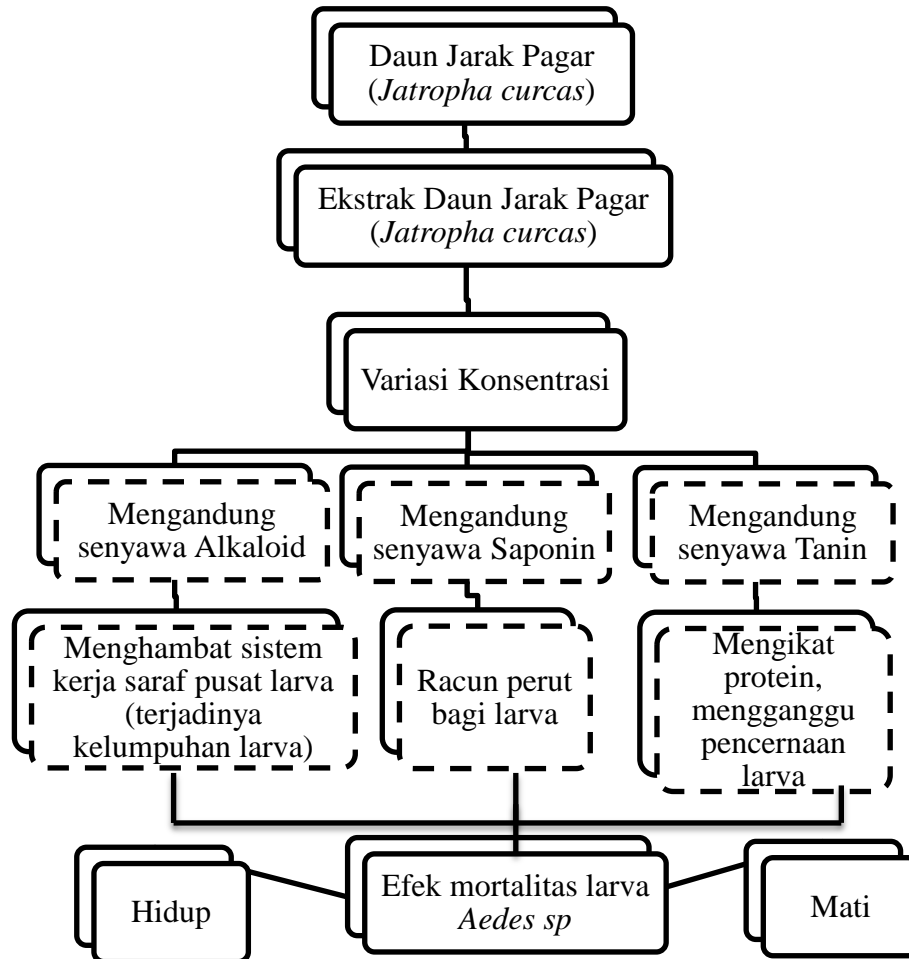 Daun Jarak Pagar
(Jatropha curcas)
Ekstrak Daun Jarak Pagar
(Jatropha curcas)
Variasi Konsentrasi
Mengandung
senyawa Alkaloid
Mengandung
senyawa Saponin
Mengandung
senyawa Tanin
Menghambat sistem
kerja saraf pusat larva
(terjadinya
kelumpuhan larva)
Racun perut
bagi larva
Mengikat
protein,
mengganggu
pencernaan
larva
Hidup
Efek mortalitas larva
Aedes sp
Mati